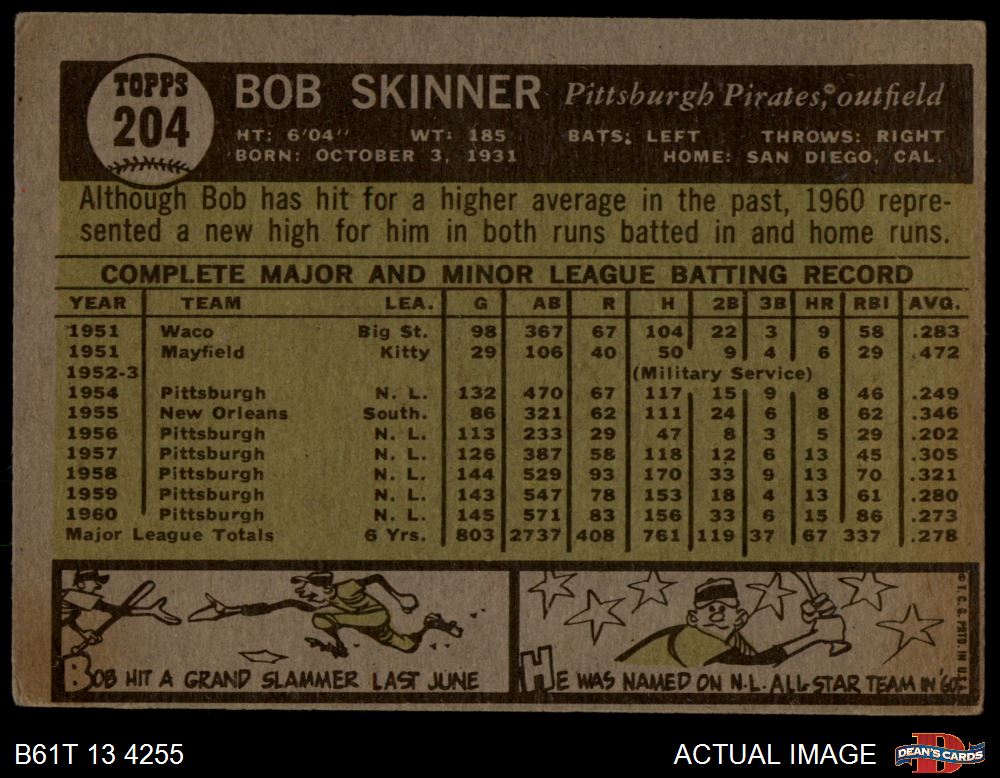 TOPPS
204
BOB SKINNER Pittsburgh Pirates, outfield
HT: 6'04" WT: 185 BATS: LEFT THROWS: RIGHT
BORN: OCTOBER 3, 1931 HOME: SAN DIEGO, CAL.
Although Bob has hit for a higher average in the past, 1960 repre-
sented a new high for him in both runs batted in and home runs.
COMPLETE MAJOR AND MINOR LEAGUE BATTING RECORD
YEAR TEAM LEA. G AB R H 2B 3B HR RBI AVG.
1951 Waco Big St. 98 367 67 104 22 3 9 58 .283
1951 Mayfield Kitty 29 106 40 50 9 4 6 29 .472
1952-3 (Military Service)
1954 Pittsburgh N. L. 132 470 67 117 15 9 8 46 .249
1955 New Orleans South. 86 321 62 111 24 6 8 62 .346
1956 Pittsburgh N. L. 113 233 29 47 8 3 5 29 .202
1957 Pittsburgh N. L. 126 387 58 118 12 6 13 45 .305
1958 Pittsburgh N. L. 144 529 93 170 33 9 13 70 .321
1959 Pittsburgh N. L. 143 547 78 153 18 4 13 61 .280
1960 Pittsburgh N. L. 145 571 83 156 33 6 15 86 .273
Major League Totals 6 Yrs. 803 2737 408 761 119 37 67 337 .278
BOB HIT A GRAND SLAMMER LAST JUNE
HE WAS NAMED ON N.L. ALL-STAR TEAM IN '60.
© T. C. G. PRTD. IN U.S.A.
B61T 13 4255
ACTUAL IMAGE
DEAN'S CARDS